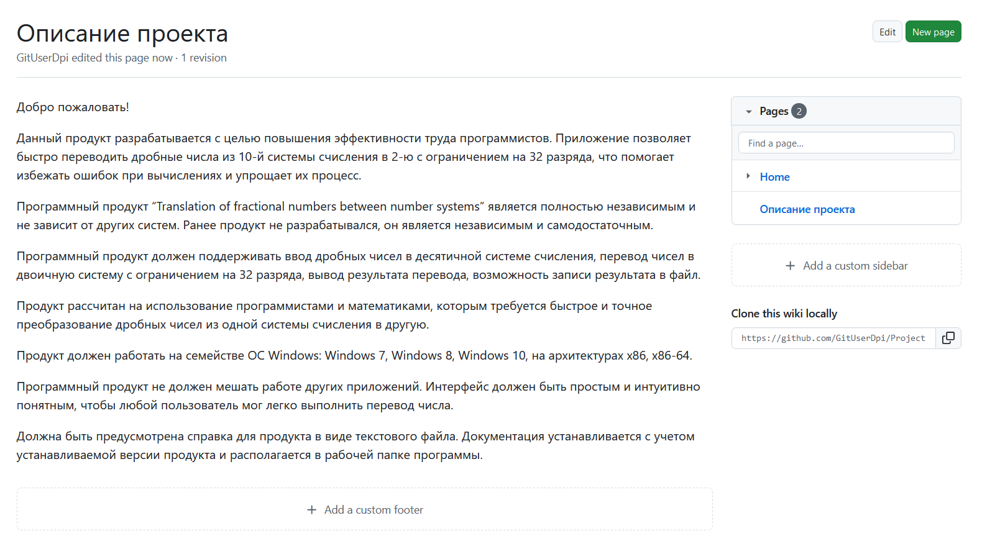 Описание проекта
Edit
New page
GitUserDpi edited this page now · 1 revision
Добро пожаловать!
Данный продукт разрабатывается с целью повышения эффективности труда программистов. Приложение позволяет
быстро переводить дробные числа из 10-й системы счисления в 2-ю с ограничением на 32 разряда, что помогает
избежать ошибок при вычислениях и упрощает их процесс.
Программный продукт “Translation of fractional numbers between number systems” является полностью независимым и
не зависит от других систем. Ранее продукт не разрабатывался, он является независимым и самодостаточным.
Программный продукт должен поддерживать ввод дробных чисел в десятичной системе счисления, перевод чисел в
двоичную систему с ограничением на 32 разряда, вывод результата перевода, возможность записи результата в файл.
Продукт рассчитан на использование программистами и математиками, которым требуется быстрое и точное
преобразование дробных чисел из одной системы счисления в другую.
Продукт должен работать на семействе ОС Windows: Windows 7, Windows 8, Windows 10, на архитектурах x86, x86-64.
Программный продукт не должен мешать работе других приложений. Интерфейс должен быть простым и интуитивно
понятным, чтобы любой пользователь мог легко выполнить перевод числа.
Должна быть предусмотрена справка для продукта в виде текстового файла. Документация устанавливается с учетом
устанавливаемой версии продукта и располагается в рабочей папке программы.
Add a custom footer
Pages 2
Find a page...
Home
Описание проекта
Add a custom sidebar
Clone this wiki locally
https://github.com/GitUserDpi/Project